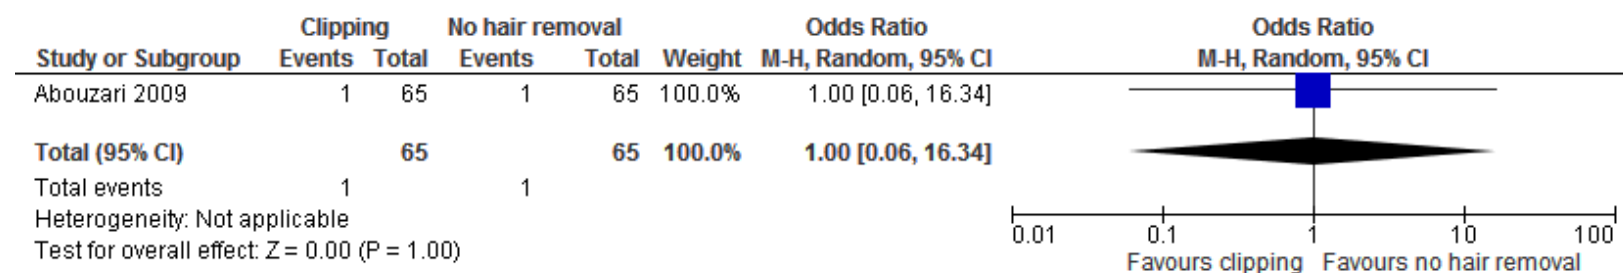 Clipping No hair removal Odds Ratio Odds Ratio
Study or Subgroup Events Total Events Total Weight M-H, Random, 95% CI M-H, Random, 95% CI
Abouzari 2009 1 65 1 65 100.0% 1.00 [0.06, 16.34]
Total (95% CI) 65 65 100.0% 1.00 [0.06, 16.34]
Total events 1 1
Heterogeneity: Not applicable
Test for overall effect: Z = 0.00 (P = 1.00)
0.01 0.1 1 10 100
Favours clipping Favours no hair removal